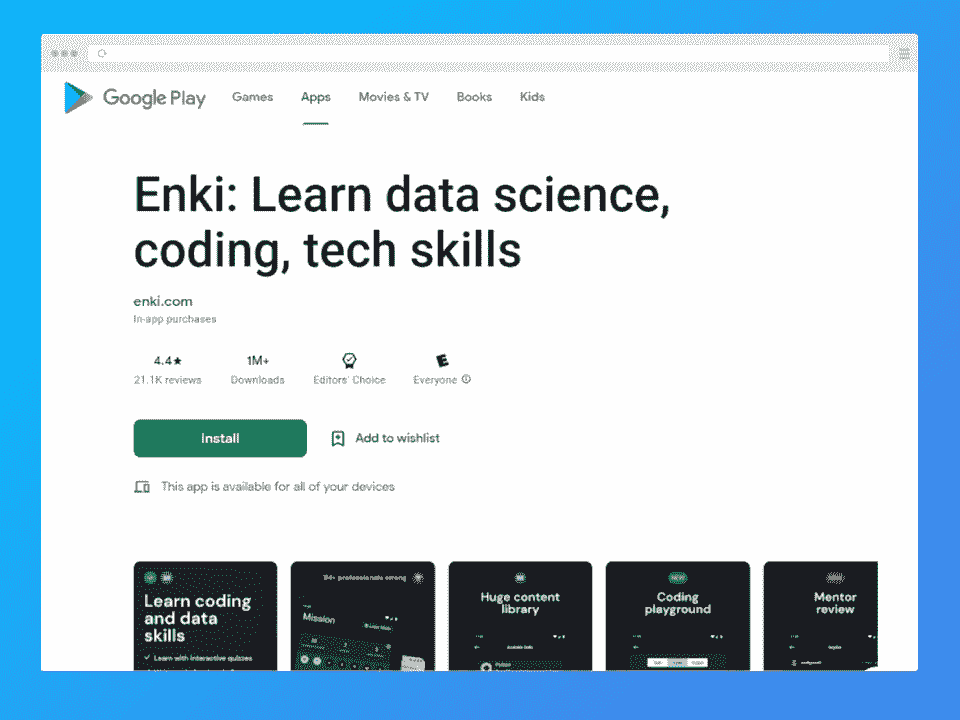 Google Play Games Apps Movies & TV Books Kids
Enki: Learn data science,
coding, tech skills
enki.com
In-app purchases
4.4★ 1M+ E
21.1K reviews Downloads Editors' Choice Everyone
Install Add to wishlist
This app is available for all of your devices
Learn coding
and data
skills
Learn with interactive quizzes
1M+ professionals strong
Mission
Huge content
library
Coding
playground
Mentor
review